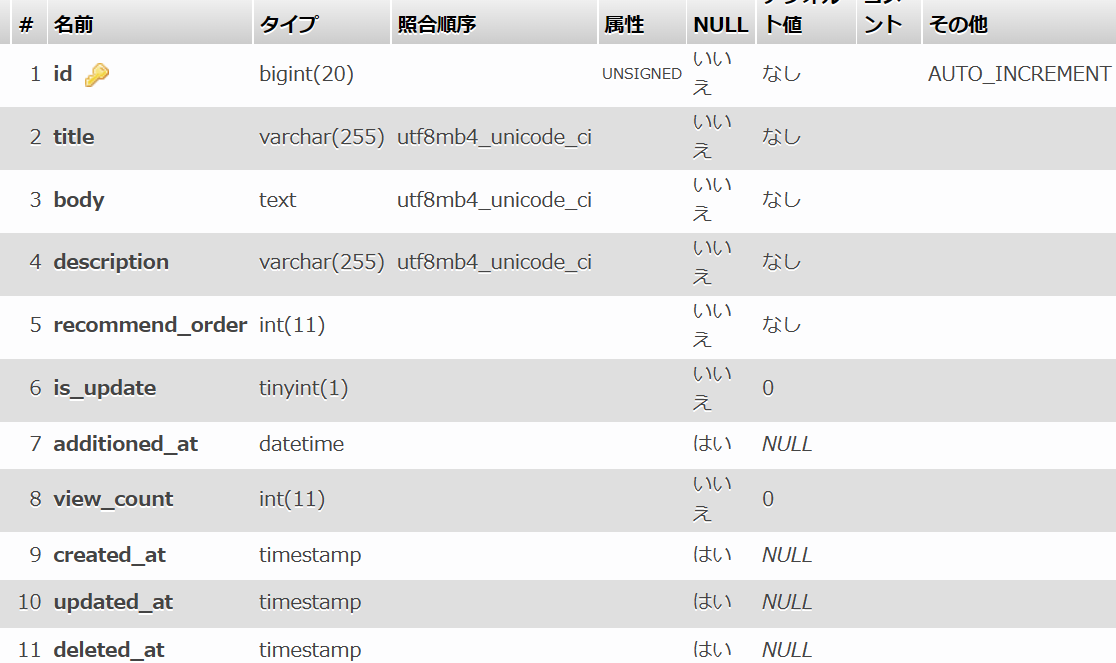 # 名前 タイプ 照合順序 属性 NULL ト値 ント その他
1 id bigint(20) UNSIGNED いいえ なし AUTO_INCREMENT
2 title varchar(255) utf8mb4_unicode_ci いいえ なし
3 body text utf8mb4_unicode_ci いいえ なし
4 description varchar(255) utf8mb4_unicode_ci いいえ なし
5 recommend_order int(11) いいえ なし
6 is_update tinyint(1) いいえ 0
7 additioned_at datetime はい NULL
8 view_count int(11) いいえ 0
9 created_at timestamp はい NULL
10 updated_at timestamp はい NULL
11 deleted_at timestamp はい NULL